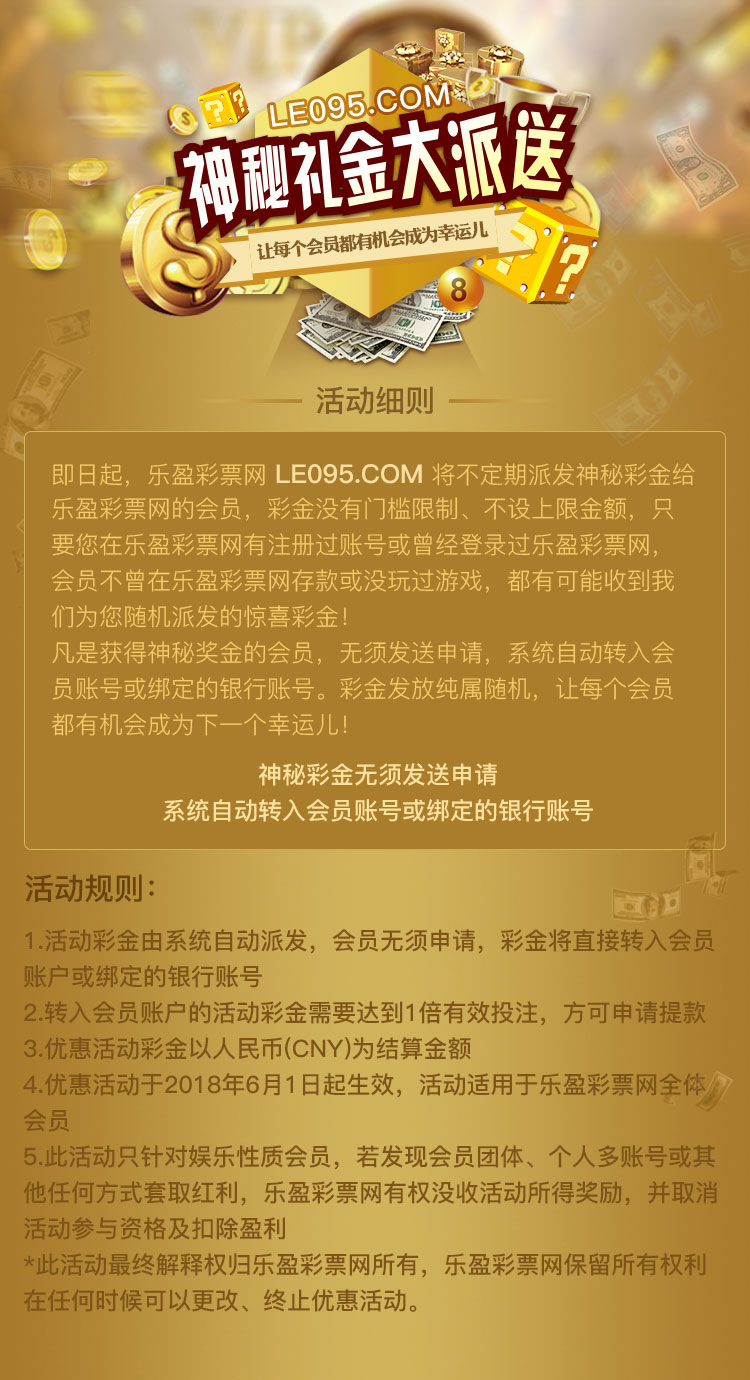 VIP
LE095.COM
神秘礼金大派送
让每个会员都有机会成为幸运儿
8
活动细则
即日起，乐盈彩票网 LE095.COM 将不定期派发神秘彩金给
乐盈彩票网的会员，彩金没有门槛限制、不设上限金额，只
要您在乐盈彩票网有注册过账号或曾经登录过乐盈彩票网，
会员不曾在乐盈彩票网存款或没玩过游戏，都有可能收到我
们为您随机派发的惊喜彩金！
凡是获得神秘奖金的会员，无须发送申请，系统自动转入会
员账号或绑定的银行账号。彩金发放纯属随机，让每个会员
都有机会成为下一个幸运儿！
神秘彩金无须发送申请
系统自动转入会员账号或绑定的银行账号
活动规则：
1.活动彩金由系统自动派发，会员无须申请，彩金将直接转入会员
账户或绑定的银行账号
2.转入会员账户的活动彩金需要达到1倍有效投注，方可申请提款
3.优惠活动彩金以人民币(CNY)为结算金额
4.优惠活动于2018年6月1日起生效，活动适用于乐盈彩票网全体
会员
5.此活动只针对娱乐性质会员，若发现会员团体、个人多账号或其
他任何方式套取红利，乐盈彩票网有权没收活动所得奖励，并取消
活动参与资格及扣除盈利
*此活动最终解释权归乐盈彩票网所有，乐盈彩票网保留所有权利
在任何时候可以更改、终止优惠活动。